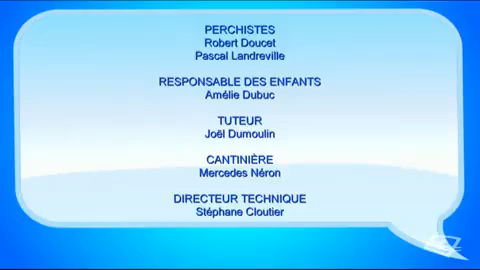 PERCHISTES
Robert Doucet
Pascal Landreville
RESPONSABLE DES ENFANTS
Amélie Dubuc
TUTEUR
Joël Dumoulin
CANTINIÈRE
Mercedes Néron
DIRECTEUR TECHNIQUE
Stéphane Cloutier